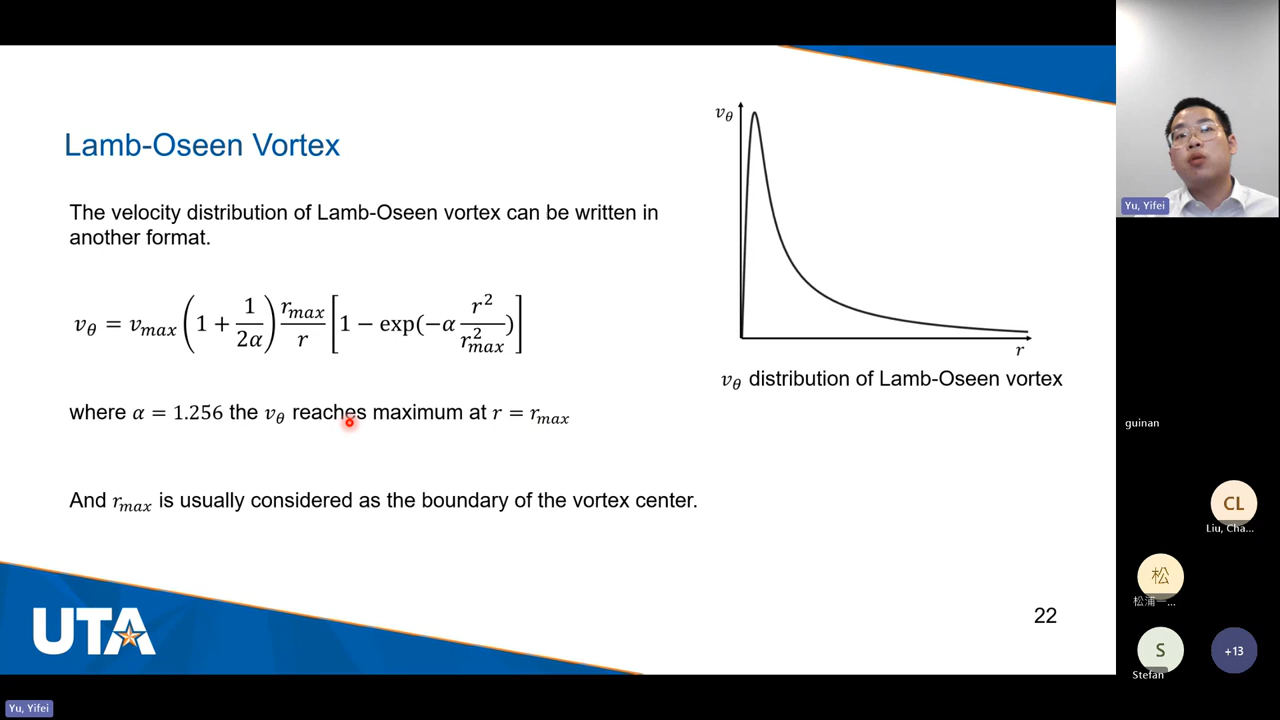 Lamb-Oseen Vortex
The velocity distribution of Lamb-Oseen vortex can be written in
another format.
v_θ = v_max (1 + 1/2α) r_max/r [1 − exp(−α r²/r²_max)]
where α = 1.256 the v_θ reaches maximum at r = r_max
And r_max is usually considered as the boundary of the vortex center.
v_θ
r
v_θ distribution of Lamb-Oseen vortex
UTA
22
Yu, Yifei
guinan
CL
Liu, Cha...
松
松浦一...
S
Stefan
+13
Yu, Yifei